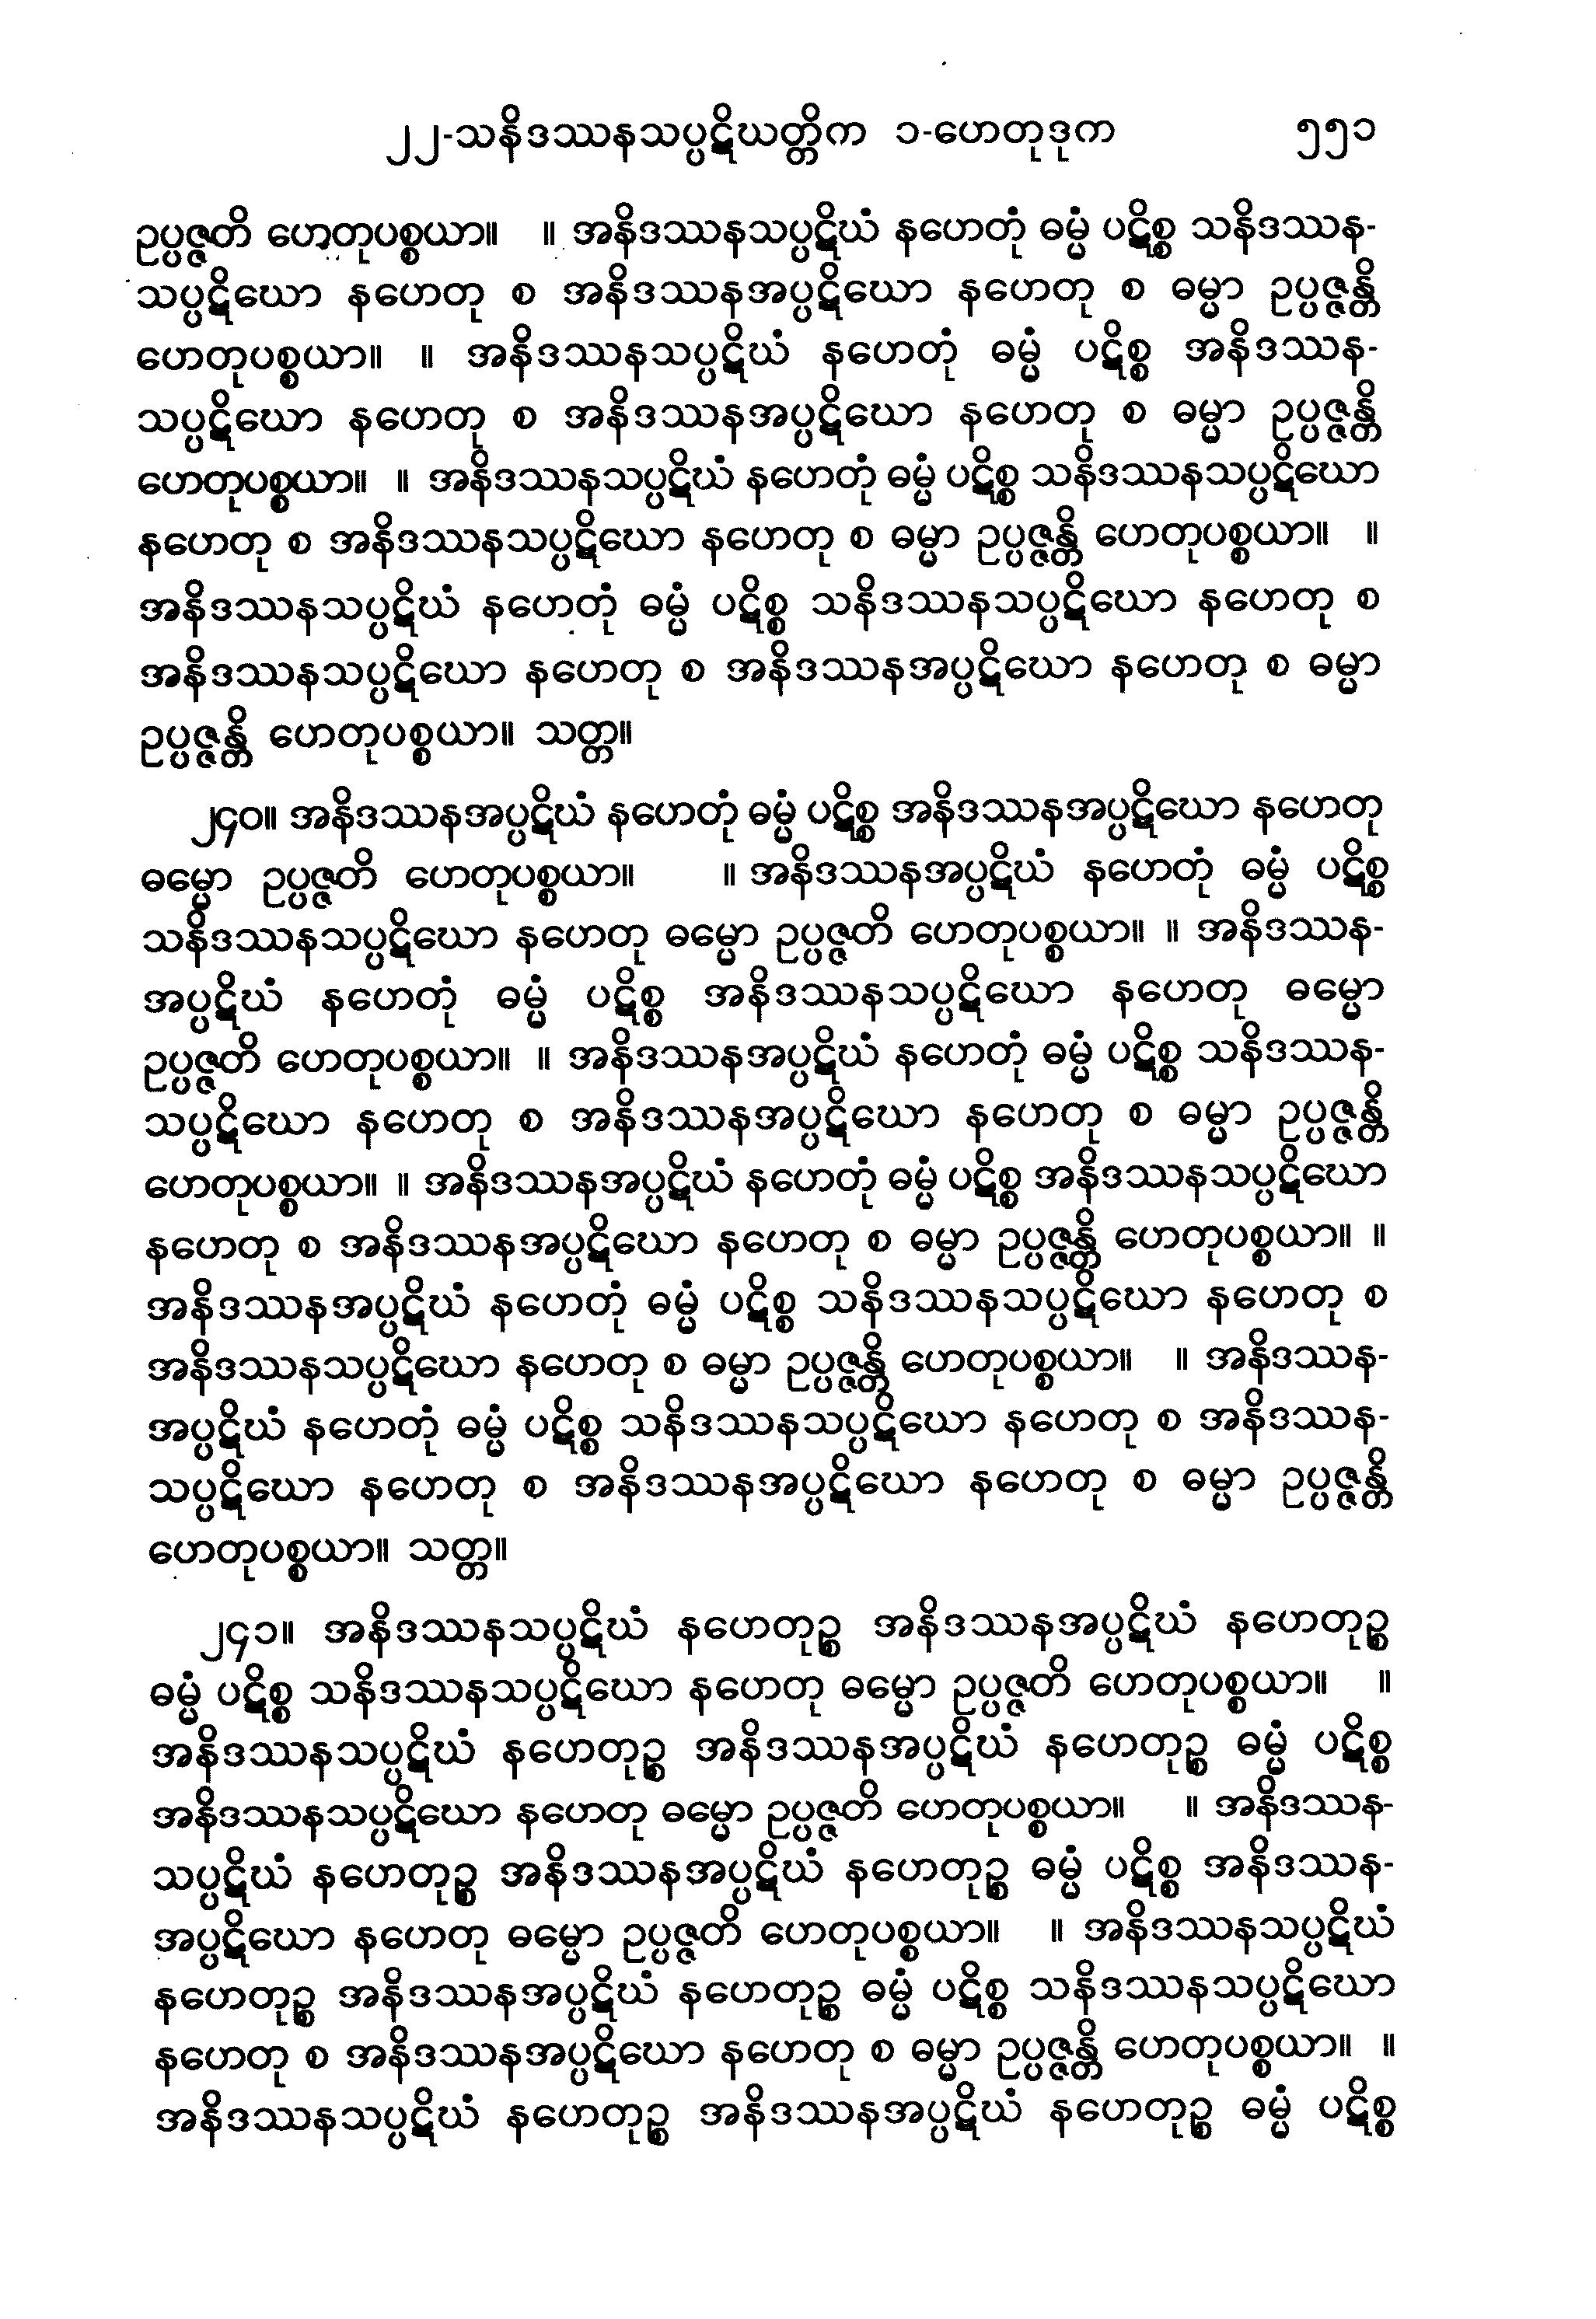 ၂၂-သနိဒဿနသပ္ပဋိဃတ္တိက ၁-ဟေတုဒုက ၅၅၁
ဥပ္ပဇ္ဇတိ ဟေတုပစ္စယာ။ ။ အနိဒဿနသပ္ပဋိဃံ နဟေတုံ ဓမ္မံ ပဋိစ္စ သနိဒဿန-
သပ္ပဋိဃော နဟေတု စ အနိဒဿနအပ္ပဋိဃော နဟေတု စ ဓမ္မာ ဥပ္ပဇ္ဇန္တိ
ဟေတုပစ္စယာ။ ။ အနိဒဿနသပ္ပဋိဃံ နဟေတုံ ဓမ္မံ ပဋိစ္စ အနိဒဿန-
သပ္ပဋိဃော နဟေတု စ အနိဒဿနအပ္ပဋိဃော နဟေတု စ ဓမ္မာ ဥပ္ပဇ္ဇန္တိ
ဟေတုပစ္စယာ။ ။ အနိဒဿနသပ္ပဋိဃံ နဟေတုံ ဓမ္မံ ပဋိစ္စ သနိဒဿနသပ္ပဋိဃော
နဟေတု စ အနိဒဿနသပ္ပဋိဃော နဟေတု စ ဓမ္မာ ဥပ္ပဇ္ဇန္တိ ဟေတုပစ္စယာ။ ။
အနိဒဿနသပ္ပဋိဃံ နဟေတုံ ဓမ္မံ ပဋိစ္စ သနိဒဿနသပ္ပဋိဃော နဟေတု စ
အနိဒဿနသပ္ပဋိဃော နဟေတု စ အနိဒဿနအပ္ပဋိဃော နဟေတု စ ဓမ္မာ
ဥပ္ပဇ္ဇန္တိ ဟေတုပစ္စယာ။ သတ္တ။
၂၄၀။ အနိဒဿနအပ္ပဋိဃံ နဟေတုံ ဓမ္မံ ပဋိစ္စ အနိဒဿနအပ္ပဋိဃော နဟေတု
ဓမ္မော ဥပ္ပဇ္ဇတိ ဟေတုပစ္စယာ။ ။ အနိဒဿနအပ္ပဋိဃံ နဟေတုံ ဓမ္မံ ပဋိစ္စ
သနိဒဿနသပ္ပဋိဃော နဟေတု ဓမ္မော ဥပ္ပဇ္ဇတိ ဟေတုပစ္စယာ။ ။ အနိဒဿန-
အပ္ပဋိဃံ နဟေတုံ ဓမ္မံ ပဋိစ္စ အနိဒဿနသပ္ပဋိဃော နဟေတု ဓမ္မော
ဥပ္ပဇ္ဇတိ ဟေတုပစ္စယာ။ ။ အနိဒဿနအပ္ပဋိဃံ နဟေတုံ ဓမ္မံ ပဋိစ္စ သနိဒဿန-
သပ္ပဋိဃော နဟေတု စ အနိဒဿနအပ္ပဋိဃော နဟေတု စ ဓမ္မာ ဥပ္ပဇ္ဇန္တိ
ဟေတုပစ္စယာ။ ။ အနိဒဿနအပ္ပဋိဃံ နဟေတုံ ဓမ္မံ ပဋိစ္စ အနိဒဿနသပ္ပဋိဃော
နဟေတု စ အနိဒဿနအပ္ပဋိဃော နဟေတု စ ဓမ္မာ ဥပ္ပဇ္ဇန္တိ ဟေတုပစ္စယာ။ ။
အနိဒဿနအပ္ပဋိဃံ နဟေတုံ ဓမ္မံ ပဋိစ္စ သနိဒဿနသပ္ပဋိဃော နဟေတု စ
အနိဒဿနသပ္ပဋိဃော နဟေတု စ ဓမ္မာ ဥပ္ပဇ္ဇန္တိ ဟေတုပစ္စယာ။ ။ အနိဒဿန-
အပ္ပဋိဃံ နဟေတုံ ဓမ္မံ ပဋိစ္စ သနိဒဿနသပ္ပဋိဃော နဟေတု စ အနိဒဿန-
သပ္ပဋိဃော နဟေတု စ အနိဒဿနအပ္ပဋိဃော နဟေတု စ ဓမ္မာ ဥပ္ပဇ္ဇန္တိ
ဟေတုပစ္စယာ။ သတ္တ။
၂၄၁။ အနိဒဿနသပ္ပဋိဃံ နဟေတုဉ္စ အနိဒဿနအပ္ပဋိဃံ နဟေတုဉ္စ
ဓမ္မံ ပဋိစ္စ သနိဒဿနသပ္ပဋိဃော နဟေတု ဓမ္မော ဥပ္ပဇ္ဇတိ ဟေတုပစ္စယာ။ ။
အနိဒဿနသပ္ပဋိဃံ နဟေတုဉ္စ အနိဒဿနအပ္ပဋိဃံ နဟေတုဉ္စ ဓမ္မံ ပဋိစ္စ
အနိဒဿနသပ္ပဋိဃော နဟေတု ဓမ္မော ဥပ္ပဇ္ဇတိ ဟေတုပစ္စယာ။ ။ အနိဒဿန-
သပ္ပဋိဃံ နဟေတုဉ္စ အနိဒဿနအပ္ပဋိဃံ နဟေတုဉ္စ ဓမ္မံ ပဋိစ္စ အနိဒဿန-
အပ္ပဋိဃော နဟေတု ဓမ္မော ဥပ္ပဇ္ဇတိ ဟေတုပစ္စယာ။ ။ အနိဒဿနသပ္ပဋိဃံ
နဟေတုဉ္စ အနိဒဿနအပ္ပဋိဃံ နဟေတုဉ္စ ဓမ္မံ ပဋိစ္စ သနိဒဿနသပ္ပဋိဃော
နဟေတု စ အနိဒဿနအပ္ပဋိဃော နဟေတု စ ဓမ္မာ ဥပ္ပဇ္ဇန္တိ ဟေတုပစ္စယာ။ ။
အနိဒဿနသပ္ပဋိဃံ နဟေတုဉ္စ အနိဒဿနအပ္ပဋိဃံ နဟေတုဉ္စ ဓမ္မံ ပဋိစ္စ